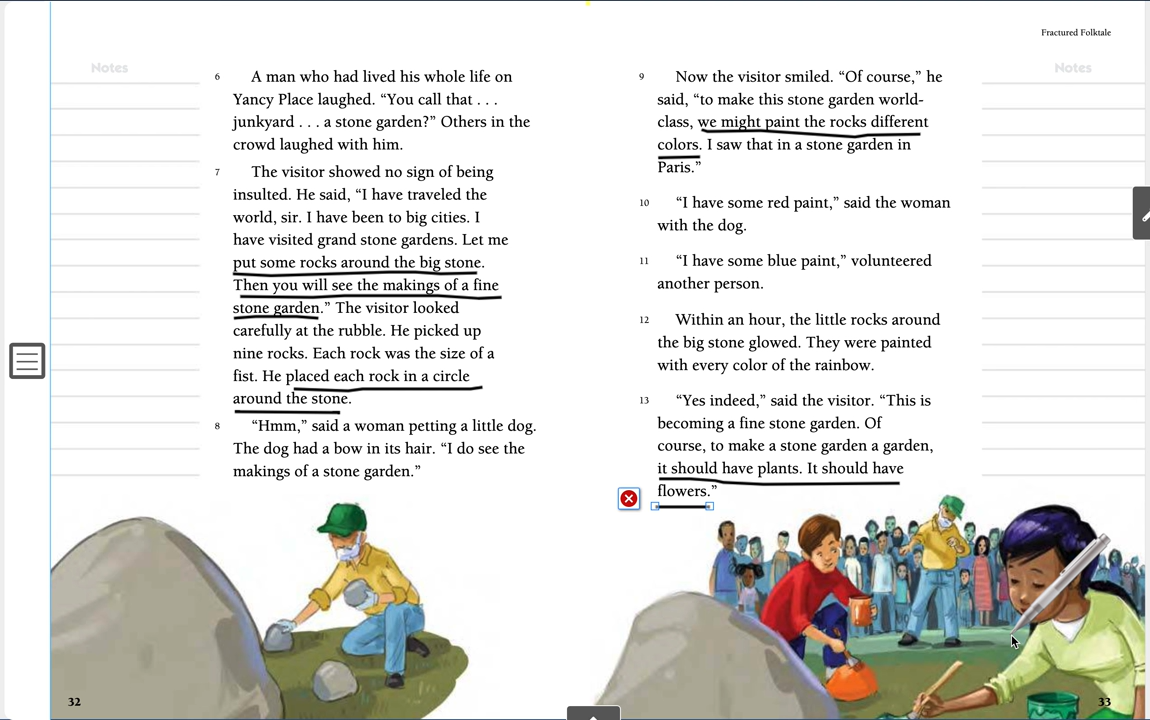 Fractured Folktale
Notes
6 A man who had lived his whole life on
Yancy Place laughed. “You call that . . .
junkyard . . . a stone garden?” Others in the
crowd laughed with him.
7 The visitor showed no sign of being
insulted. He said, “I have traveled the
world, sir. I have been to big cities. I
have visited grand stone gardens. Let me
put some rocks around the big stone.
Then you will see the makings of a fine
stone garden.” The visitor looked
carefully at the rubble. He picked up
nine rocks. Each rock was the size of a
fist. He placed each rock in a circle
around the stone.
8 “Hmm,” said a woman petting a little dog.
The dog had a bow in its hair. “I do see the
makings of a stone garden.”
32
9 Now the visitor smiled. “Of course,” he
said, “to make this stone garden world-
class, we might paint the rocks different
colors. I saw that in a stone garden in
Paris.”
10 “I have some red paint,” said the woman
with the dog.
11 “I have some blue paint,” volunteered
another person.
12 Within an hour, the little rocks around
the big stone glowed. They were painted
with every color of the rainbow.
13 “Yes indeed,” said the visitor. “This is
becoming a fine stone garden. Of
course, to make a stone garden a garden,
it should have plants. It should have
flowers.”
Notes
33